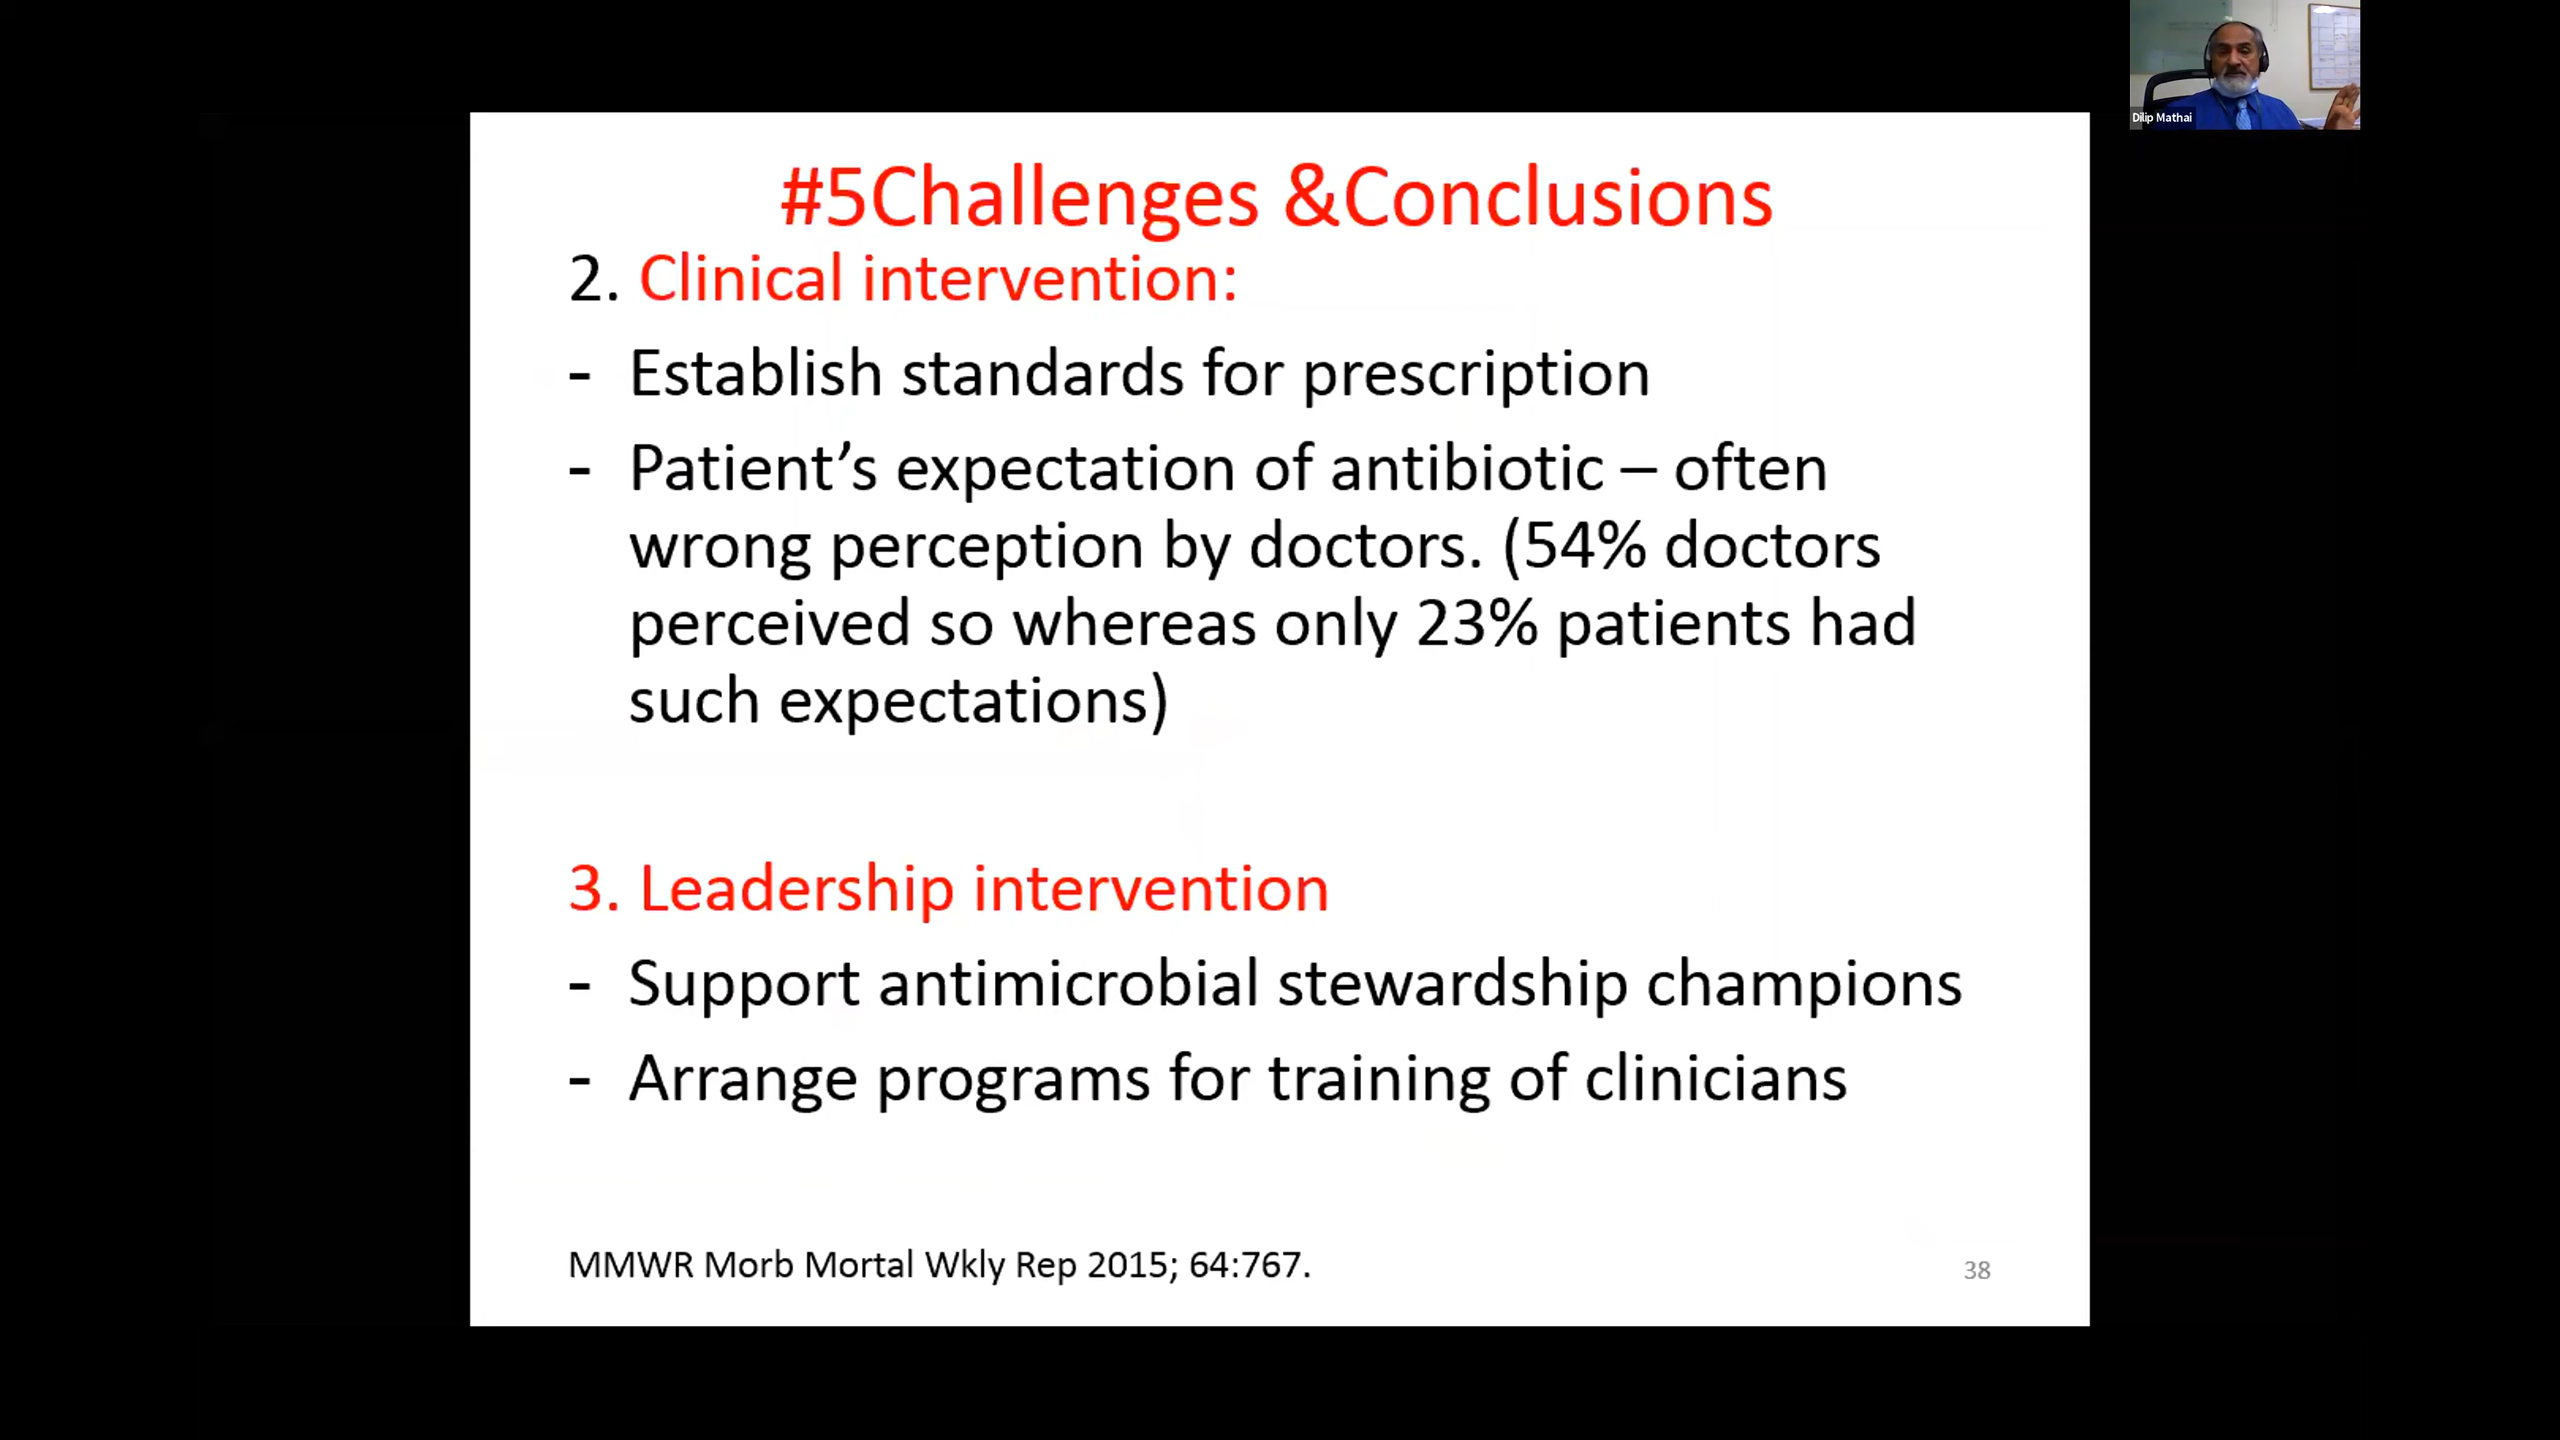 Dilip Mathai
#5Challenges &Conclusions
2. Clinical intervention:
- Establish standards for prescription
- Patient’s expectation of antibiotic – often
wrong perception by doctors. (54% doctors
perceived so whereas only 23% patients had
such expectations)
3. Leadership intervention
- Support antimicrobial stewardship champions
- Arrange programs for training of clinicians
MMWR Morb Mortal Wkly Rep 2015; 64:767.
38